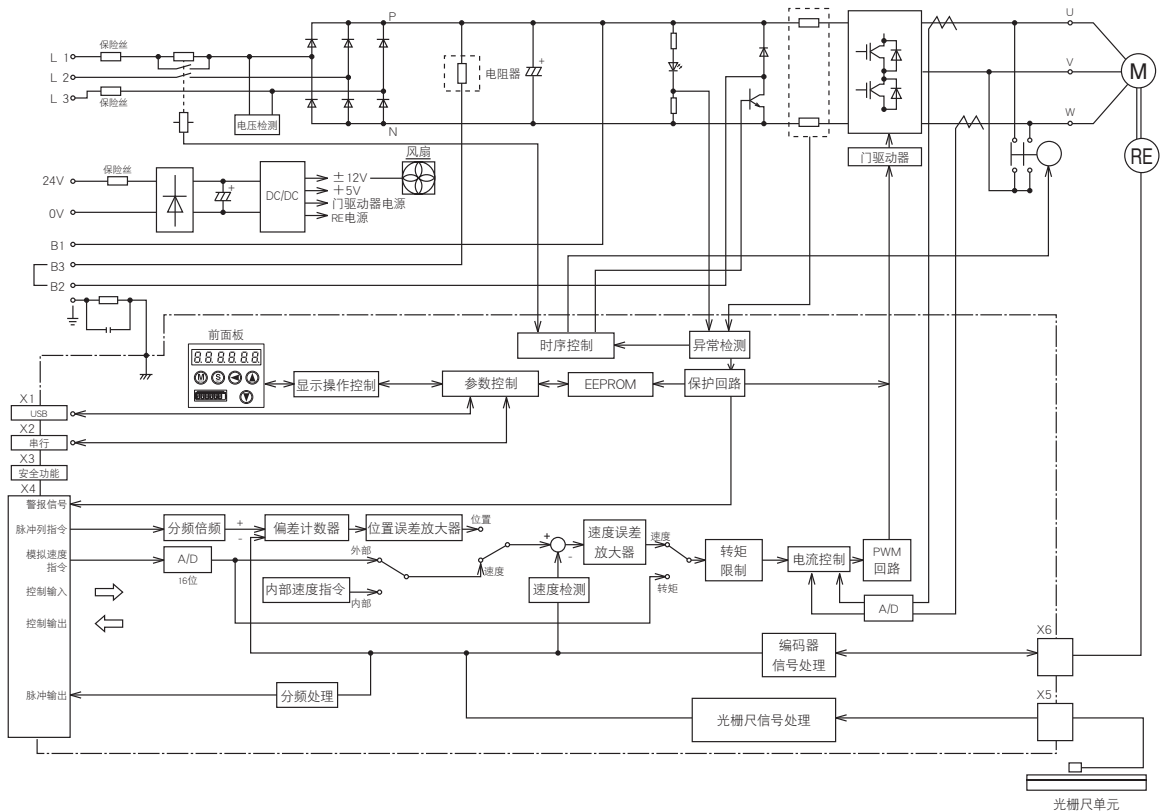 P
U
保险丝
L 1
L 2
L 3
保险丝
电压检测
电阻器
N
V
W
M
RE
门驱动器
风扇
保险丝
24V
0V
DC/DC
±12V
+5V
门驱动器电源
RE电源
B1
B3
B2
前面板
8.8.8.8.8.8.
M
S
时序控制
异常检测
显示操作控制
参数控制
EEPROM
保护回路
X1
USB
X2
串行
X3
安全功能
X4
警报信号
脉冲列指令
分频倍频
+
-
偏差计数器
位置误差放大器
位置
模拟速度
指令
A/D
16位
外部
内部速度指令
内部
速度
+
-
速度误差
放大器
速度检测
速度
转矩
转矩
限制
电流控制
PWM
回路
A/D
控制输入
控制输出
编码器
信号处理
X6
脉冲输出
分频处理
光栅尺信号处理
X5
光栅尺单元